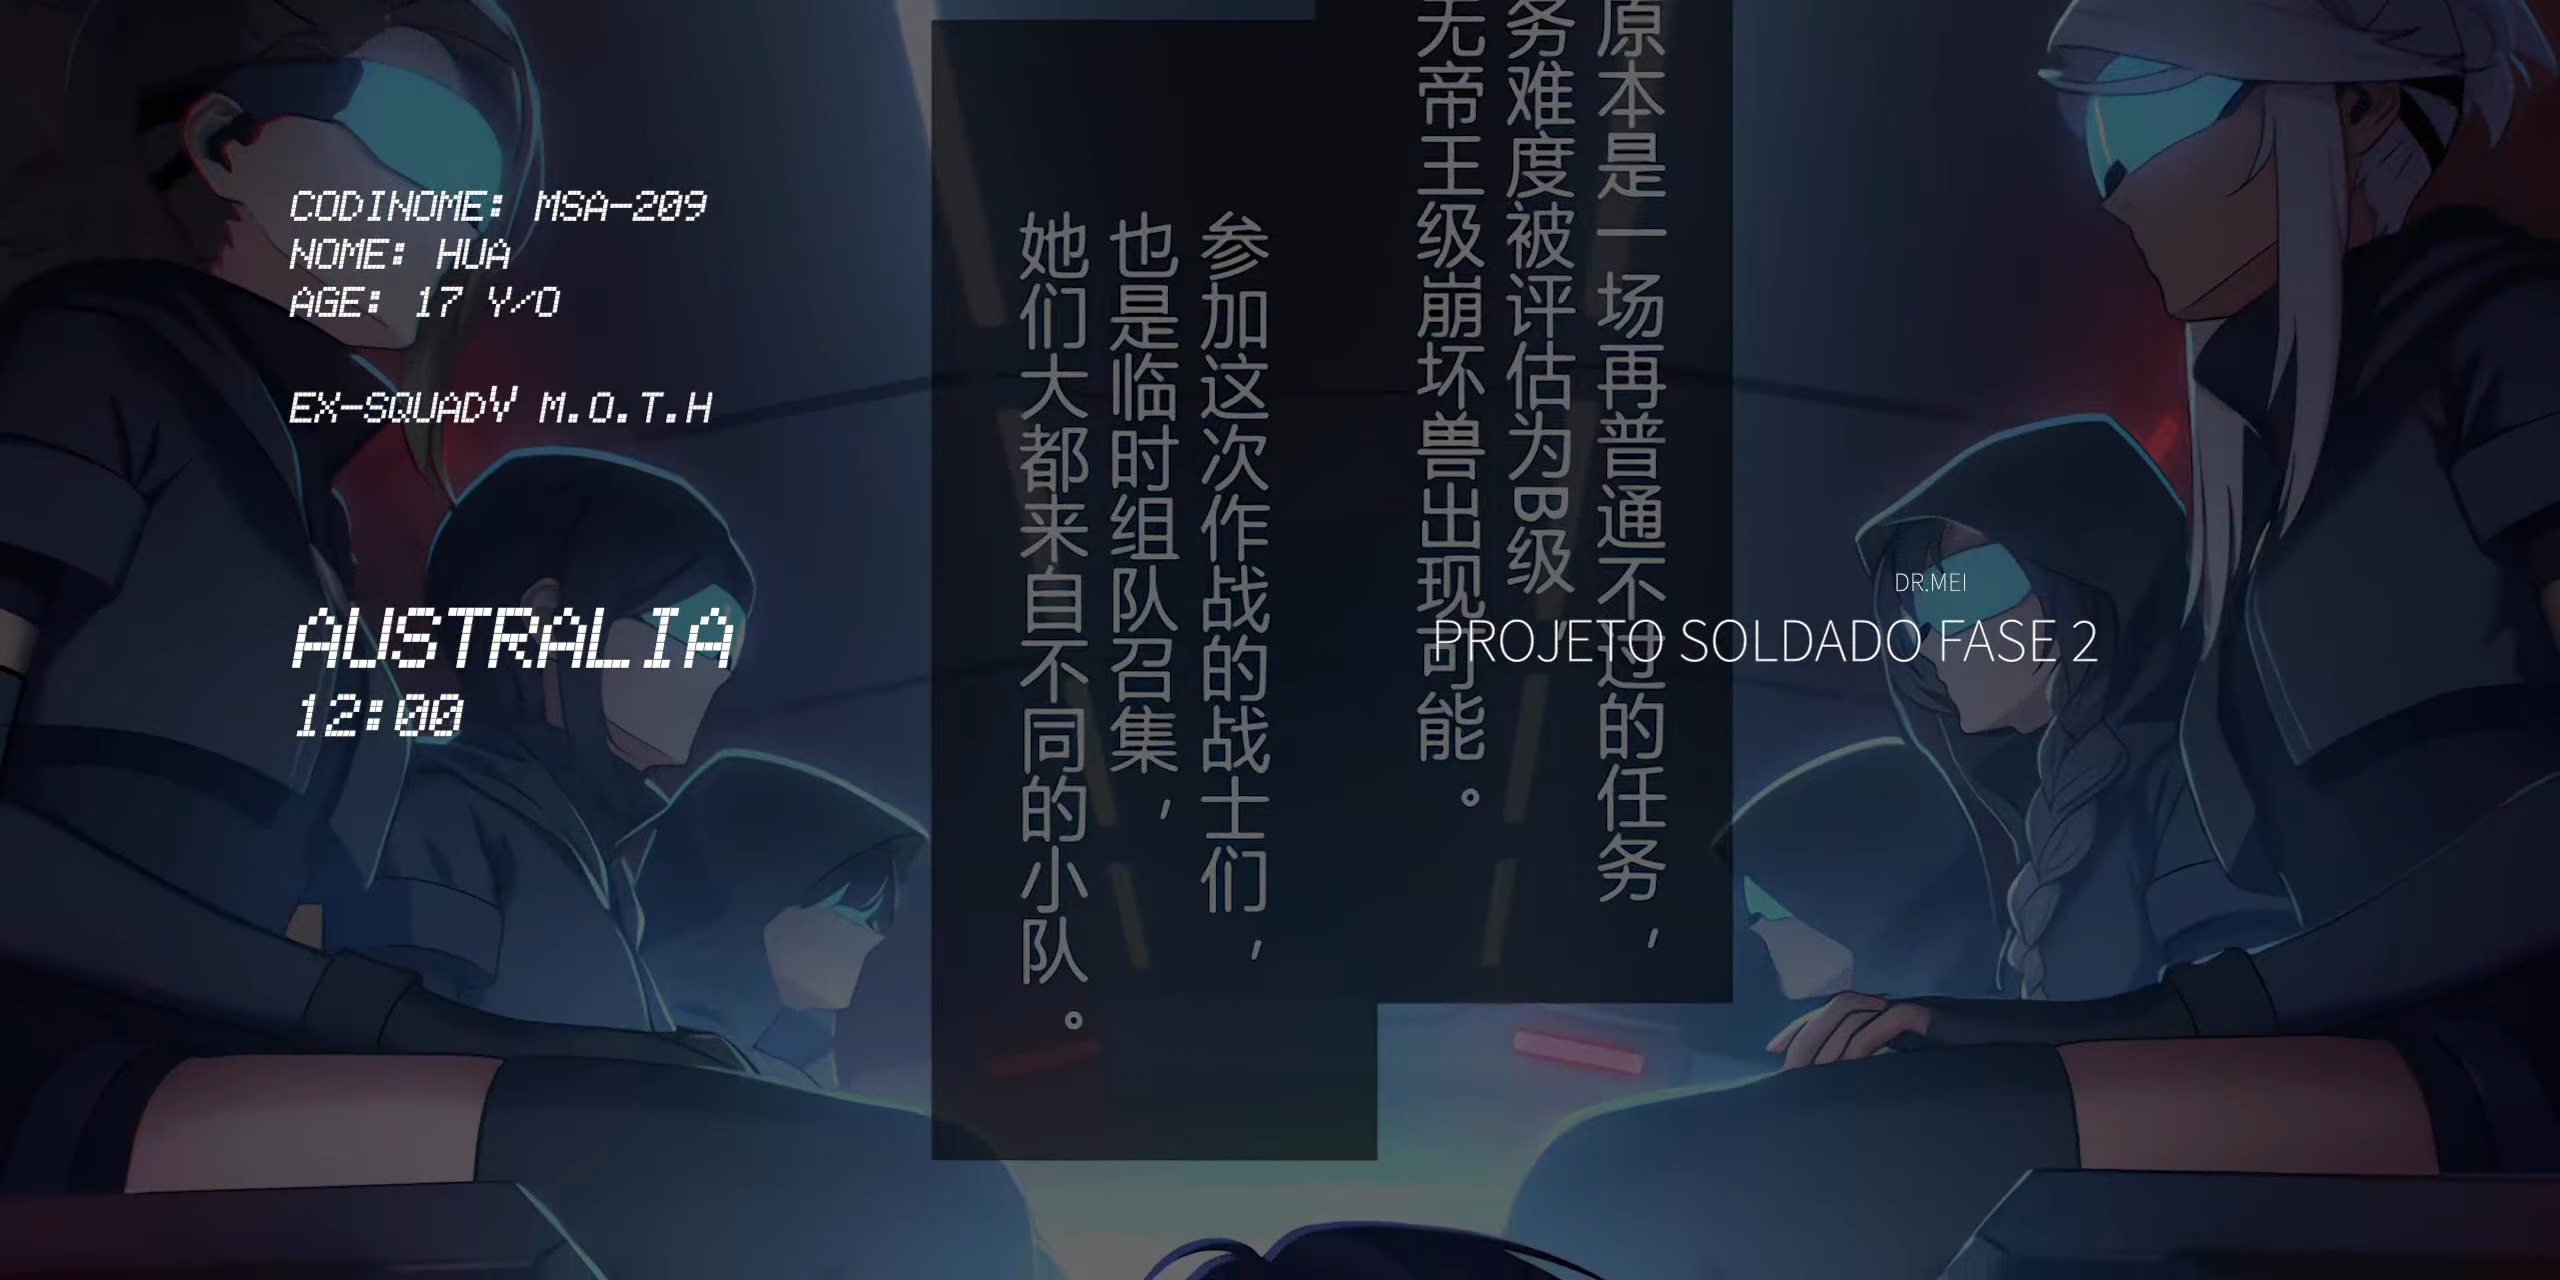 CODINOME: MSA-209
NOME: HUA
AGE: 17 Y/O
EX-SQUADV M.O.T.H
AUSTRALIA
12:00
原本是一场再普通不过的任务，
务难度被评估为B级，
无帝王级崩坏兽出现可能。
参加这次作战的战士们，
也是临时组队召集，
她们大都来自不同的小队。
DR.MEI
PROJETO SOLDADO FASE 2